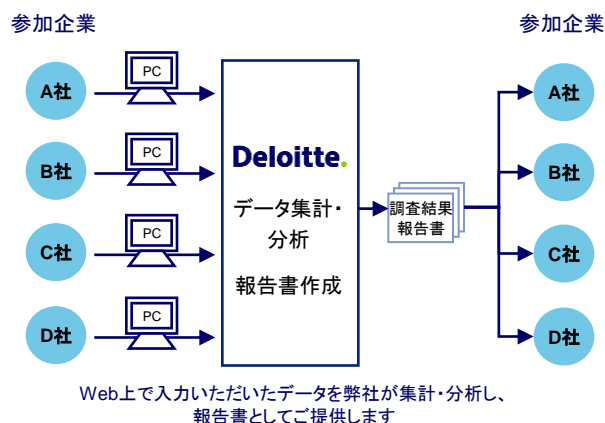 参加企業
参加企業
A社
PC
A社
B社
PC
B社
C社
PC
C社
D社
PC
D社
Deloitte.
データ集計・
分析
報告書作成
調査結果
報告書
Web上で入力いただいたデータを弊社が集計・分析し、
報告書としてご提供します